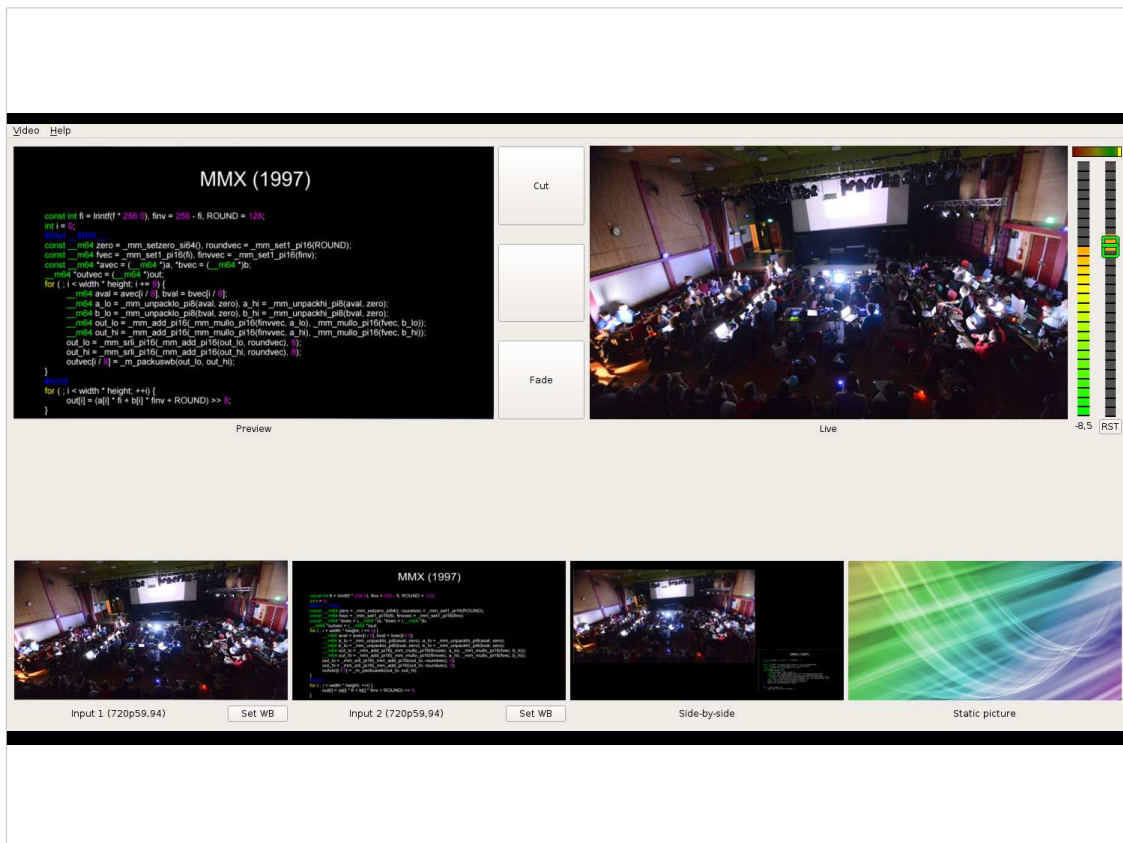 Video Help
MMX (1997)
const int fi = lrintf(f * 256.0), finv = 256 - fi, ROUND = 128;
int i = 0;
const __m64 zero = _mm_setzero_si64(), roundvec = _mm_set1_pi16(ROUND);
const __m64 fvec = _mm_set1_pi16(fi), finvvec = _mm_set1_pi16(finv);
const __m64 *avec = (__m64 *)a, *bvec = (__m64 *)b;
__m64 *outvec = (__m64 *)out;
for ( ; i < width * height; i += 8) {
__m64 aval = avec[i / 8], bval = bvec[i / 8];
__m64 a_lo = _mm_unpacklo_pi8(aval, zero), a_hi = _mm_unpackhi_pi8(aval, zero);
__m64 b_lo = _mm_unpacklo_pi8(bval, zero), b_hi = _mm_unpackhi_pi8(bval, zero);
__m64 out_lo = _mm_add_pi16(_mm_mullo_pi16(finvvec, a_lo), _mm_mullo_pi16(fvec, b_lo));
__m64 out_hi = _mm_add_pi16(_mm_mullo_pi16(finvvec, a_hi), _mm_mullo_pi16(fvec, b_hi));
out_lo = _mm_srli_pi16(_mm_add_pi16(out_lo, roundvec), 8);
out_hi = _mm_srli_pi16(_mm_add_pi16(out_hi, roundvec), 8);
outvec[i / 8] = _m_packuswb(out_lo, out_hi);
}
for ( ; i < width * height; ++i) {
out[i] = (a[i] * fi + b[i] * finv + ROUND) >> 8;
}
Preview
Cut
Fade
Live
-8,5 RST
MMX (1997)
Input 1 (720p59,94) Set WB
Input 2 (720p59,94) Set WB
Side-by-side
Static picture